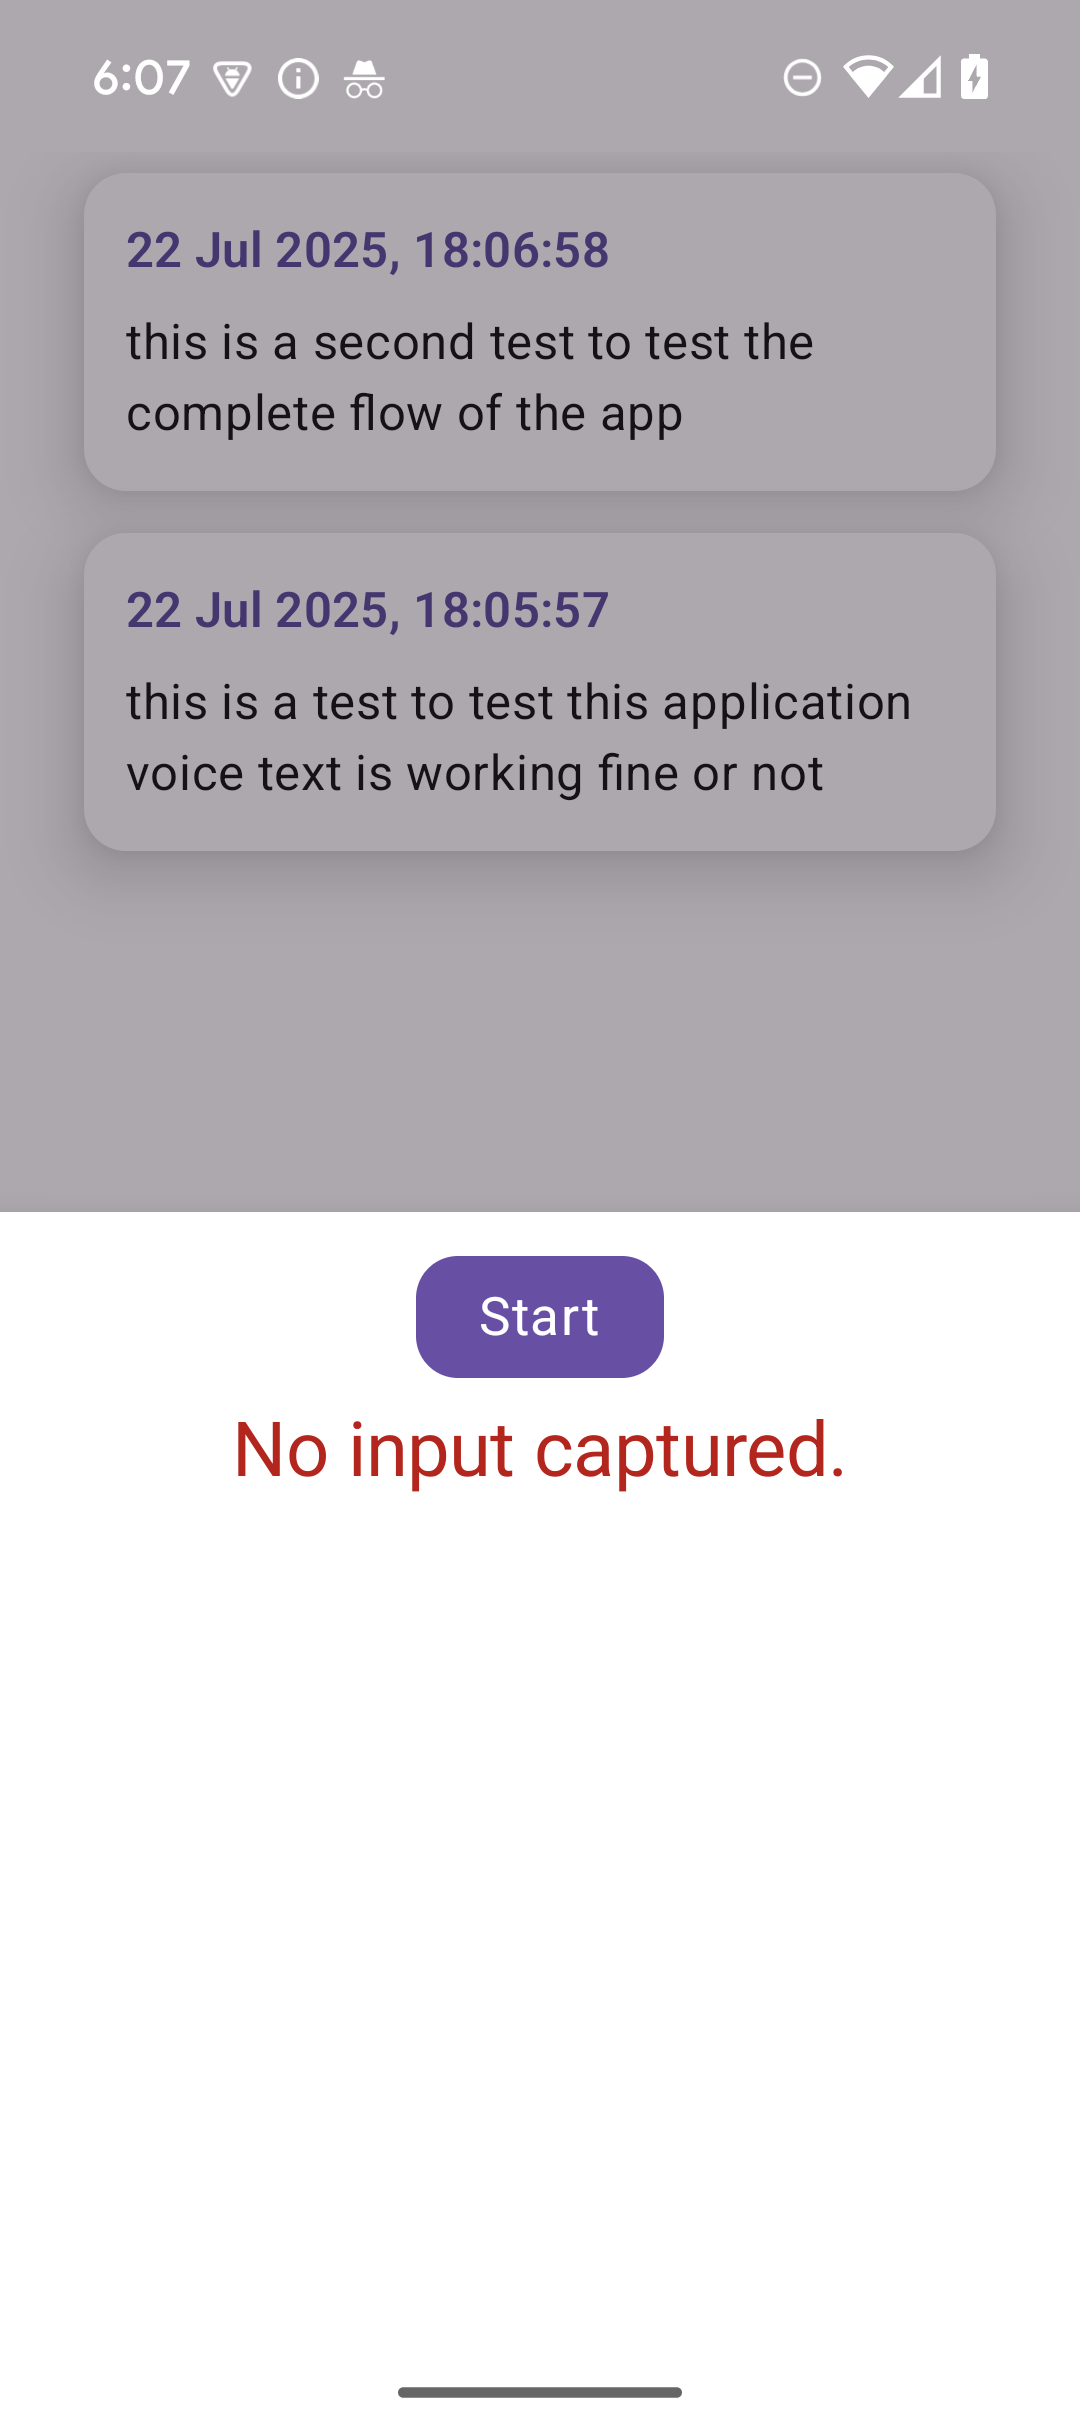 6:07
22 Jul 2025, 18:06:58
this is a second test to test the
complete flow of the app
22 Jul 2025, 18:05:57
this is a test to test this application
voice text is working fine or not
Start
No input captured.